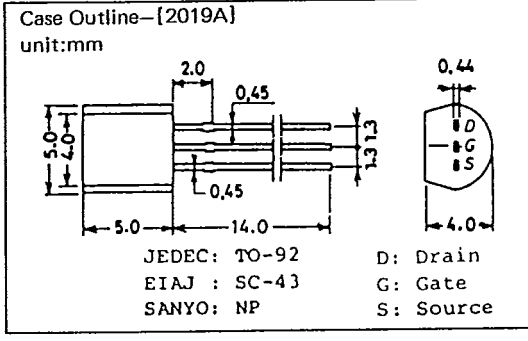 Case Outline–[2019A]
unit:mm
2.0
0,45
0,44
5.0
4.0
1.3
1.3
D
G
S
0,45
5.0
14.0
4.0
JEDEC: TO-92
EIAJ : SC-43
SANYO: NP
D: Drain
G: Gate
S: Source